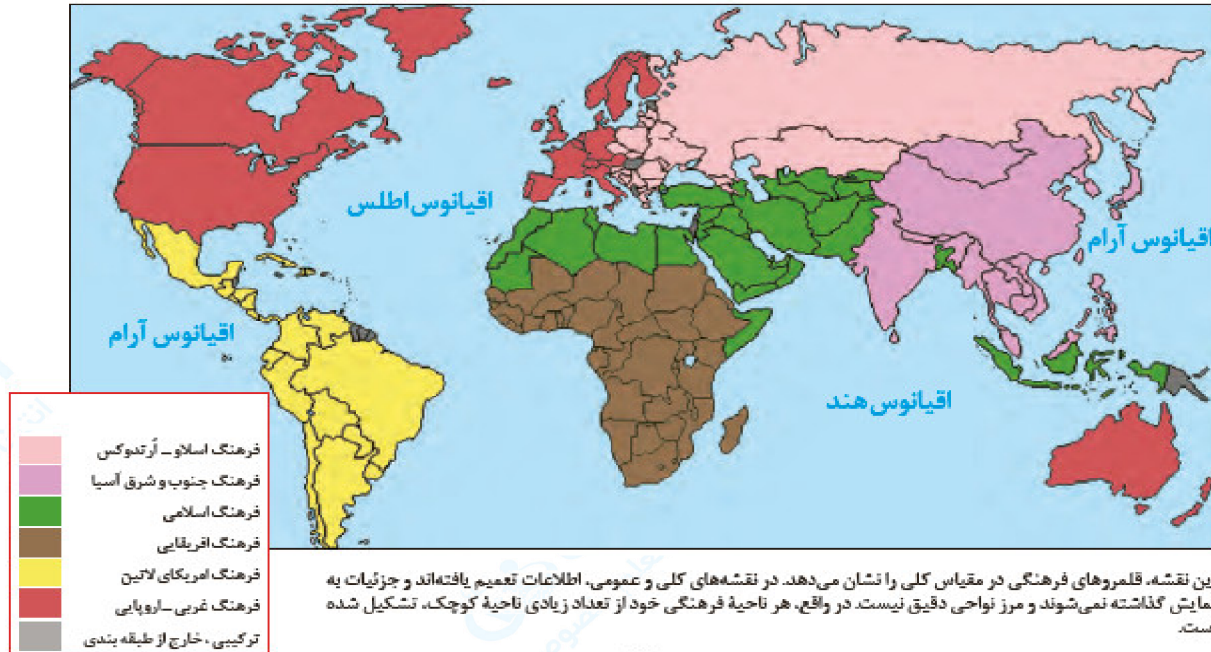 اقیانوس اطلس
اقیانوس آرام
اقیانوس آرام
اقیانوس هند
فرهنگ اسلاو ـ اُرتدوکس
فرهنگ جنوب و شرق آسیا
فرهنگ اسلامی
فرهنگ افریقایی
فرهنگ امریکای لاتین
فرهنگ غربی ـ اروپایی
ترکیبی، خارج از طبقه بندی
ین نقشه، قلمروهای فرهنگی در مقیاس کلی را نشان می‌دهد. در نقشه‌های کلی و عمومی، اطلاعات تعمیم یافته‌اند و جزئیات به
مایش گذاشته نمی‌شوند و مرز نواحی دقیق نیست. در واقع، هر ناحیهٔ فرهنگی خود از تعداد زیادی ناحیهٔ کوچک، تشکیل شده
ست.